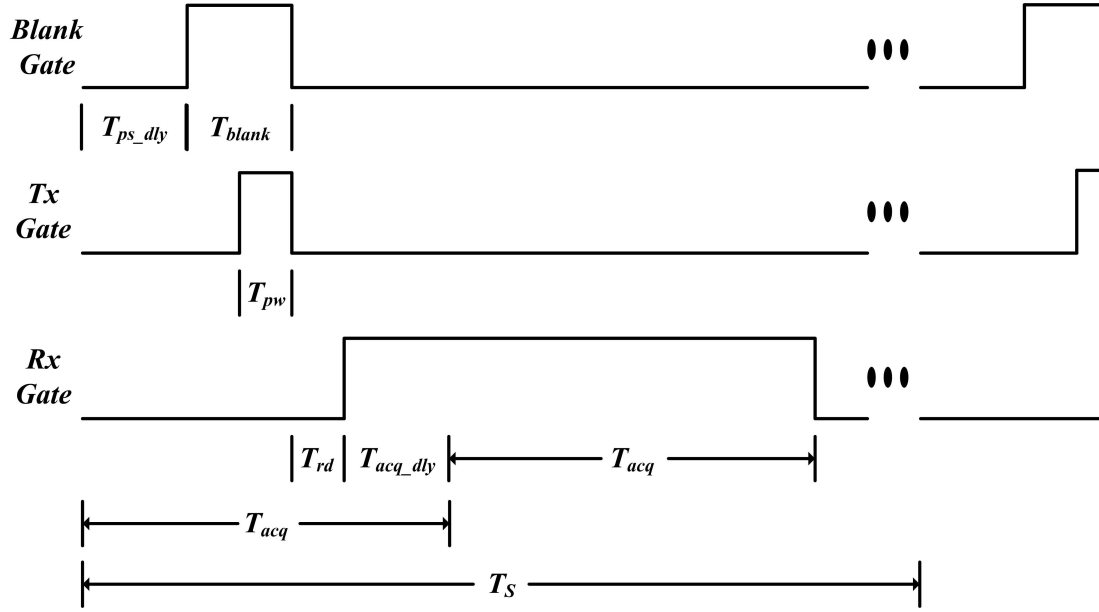 Blank
Gate
T_ps_dly T_blank
Tx
Gate
T_pw
Rx
Gate
T_rd T_acq_dly T_acq
T_acq
T_S